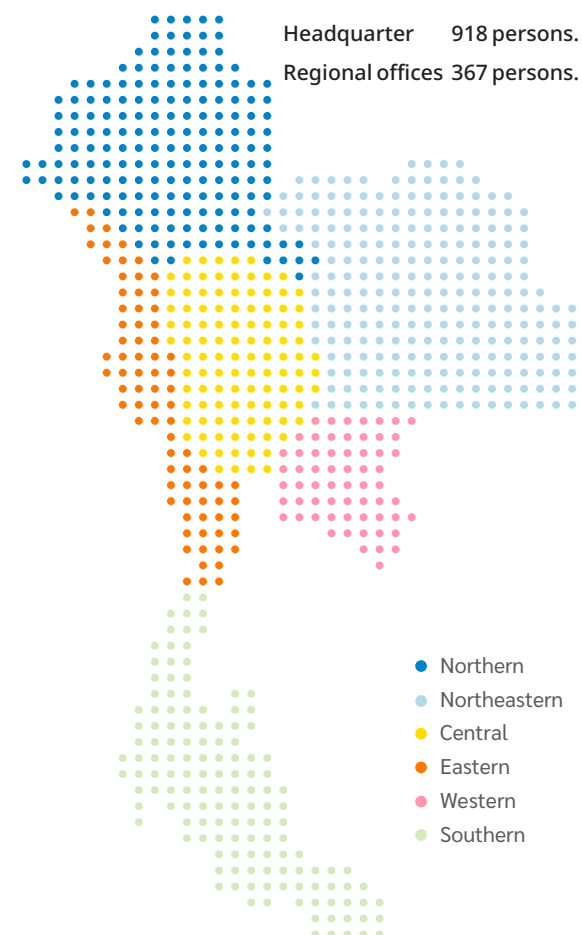 Headquarter 918 persons.
Regional offices 367 persons.
Northern
Northeastern
Central
Eastern
Western
Southern